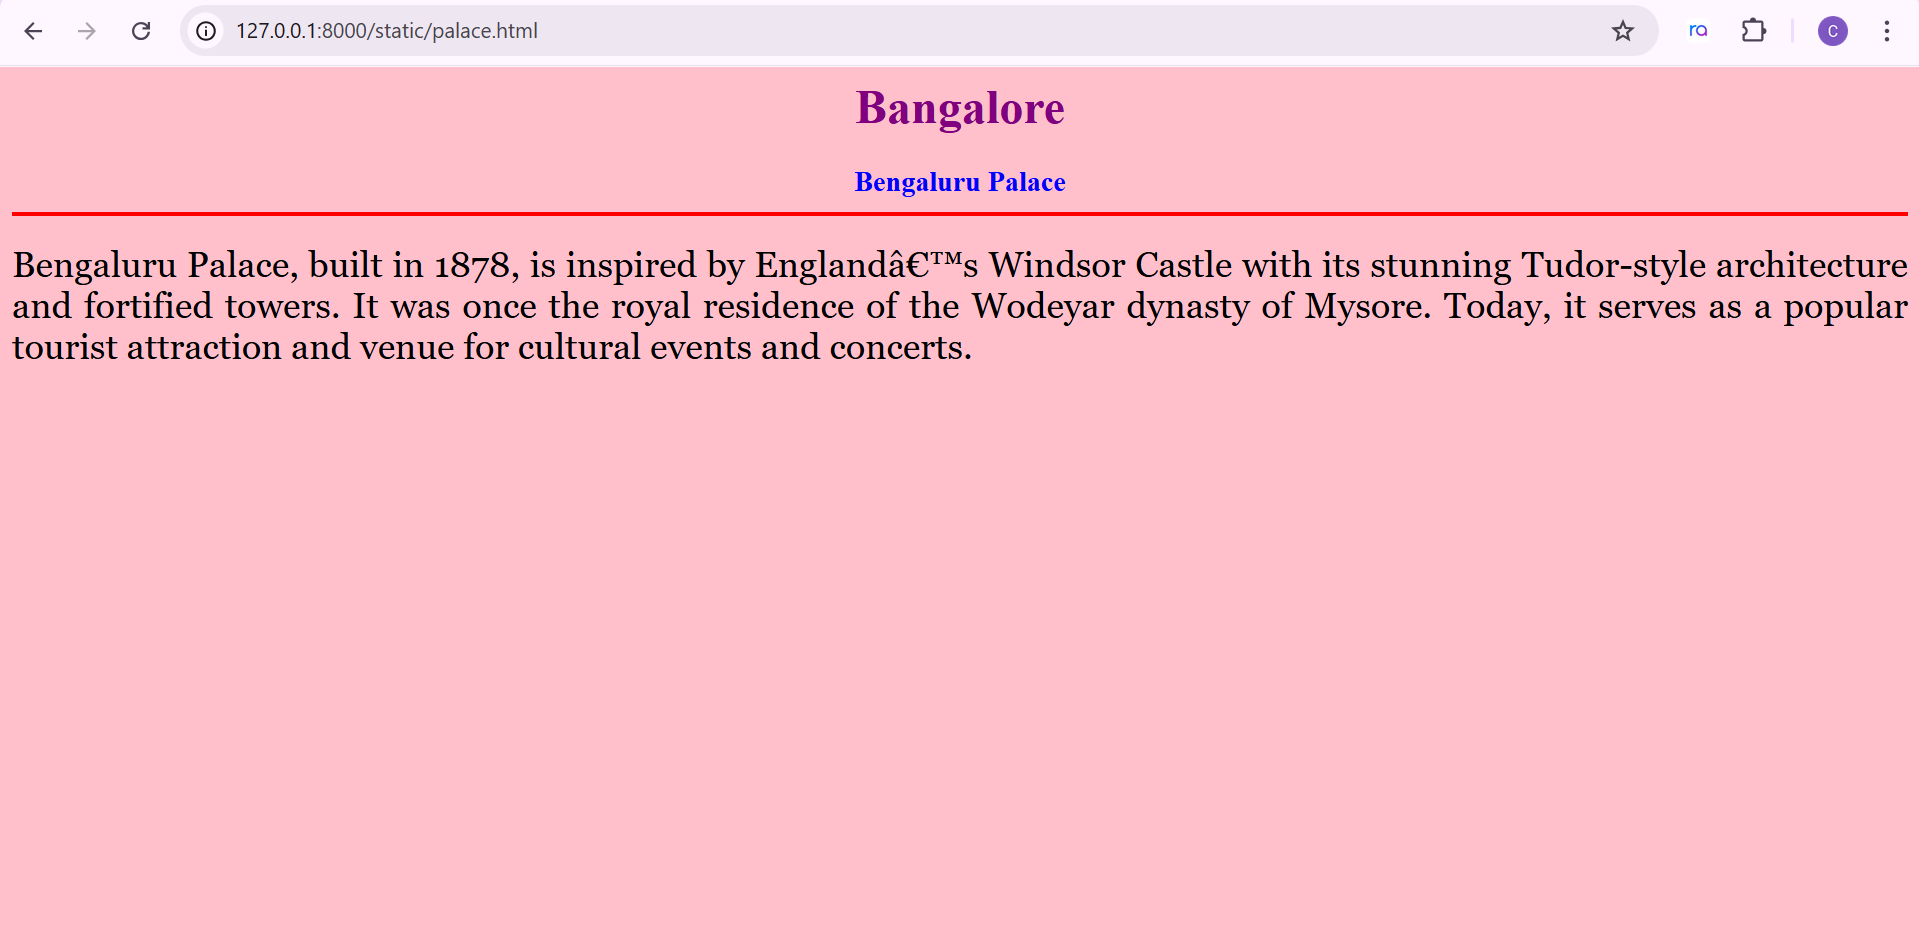 127.0.0.1:8000/static/palace.html
ra
C
Bangalore
Bengaluru Palace
Bengaluru Palace, built in 1878, is inspired by Englandâ€™s Windsor Castle with its stunning Tudor-style architecture
and fortified towers. It was once the royal residence of the Wodeyar dynasty of Mysore. Today, it serves as a popular
tourist attraction and venue for cultural events and concerts.